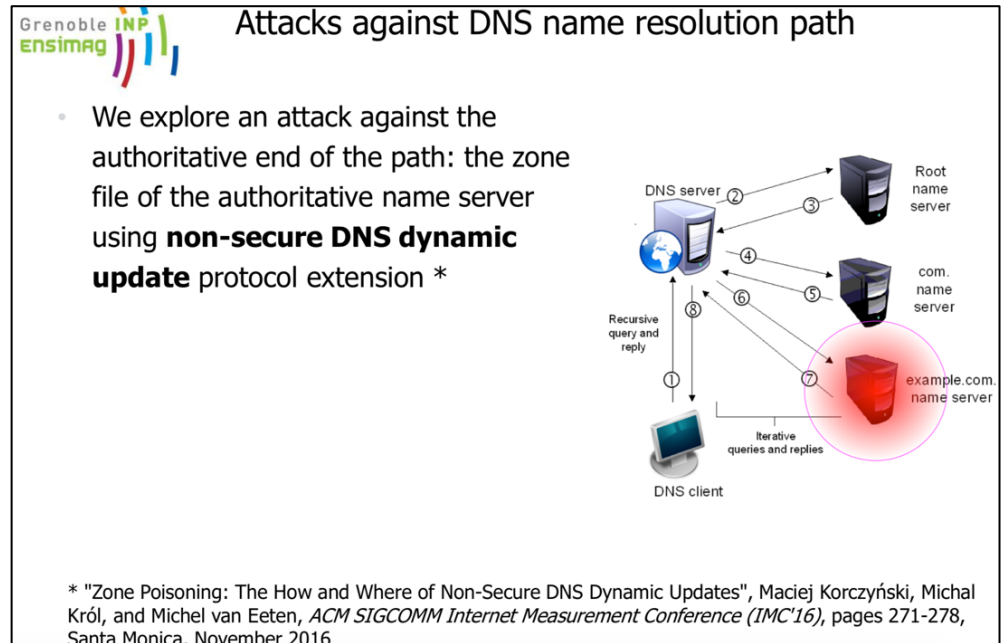 Grenoble INP
Ensimag
Attacks against DNS name resolution path
• We explore an attack against the
authoritative end of the path: the zone
file of the authoritative name server
using non-secure DNS dynamic
update protocol extension *
DNS server
②
③
Root
name
server
④
⑤
com.
name
server
⑥
⑧
Recursive
query and
reply
①
⑦
example.com.
name server
Iterative
queries and replies
DNS client
* "Zone Poisoning: The How and Where of Non-Secure DNS Dynamic Updates", Maciej Korczyński, Michal
Król, and Michel van Eeten, ACM SIGCOMM Internet Measurement Conference (IMC'16), pages 271-278,
Santa Monica, November 2016